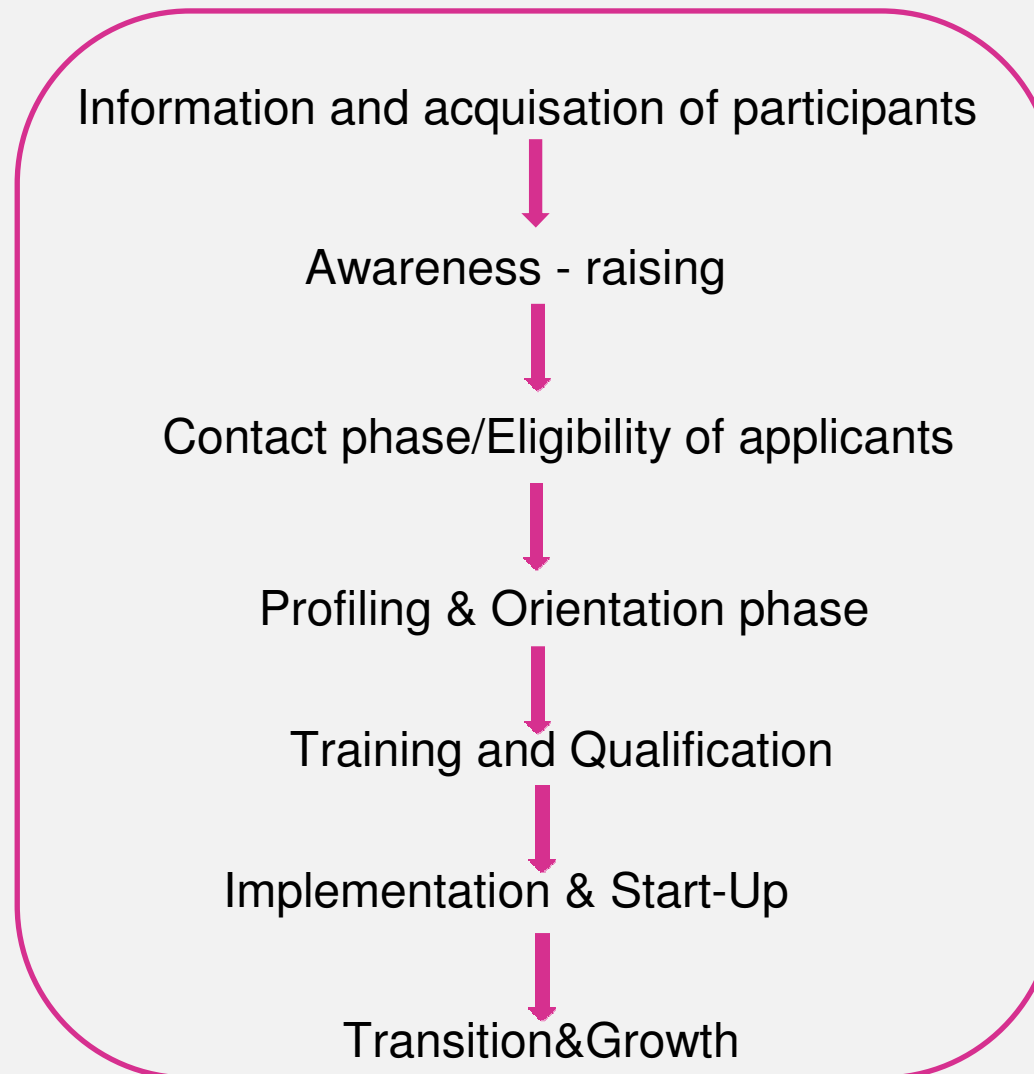 Information and acquisation of participants
Awareness - raising
Contact phase/Eligibility of applicants
Profiling & Orientation phase
Training and Qualification
Implementation & Start-Up
Transition&Growth